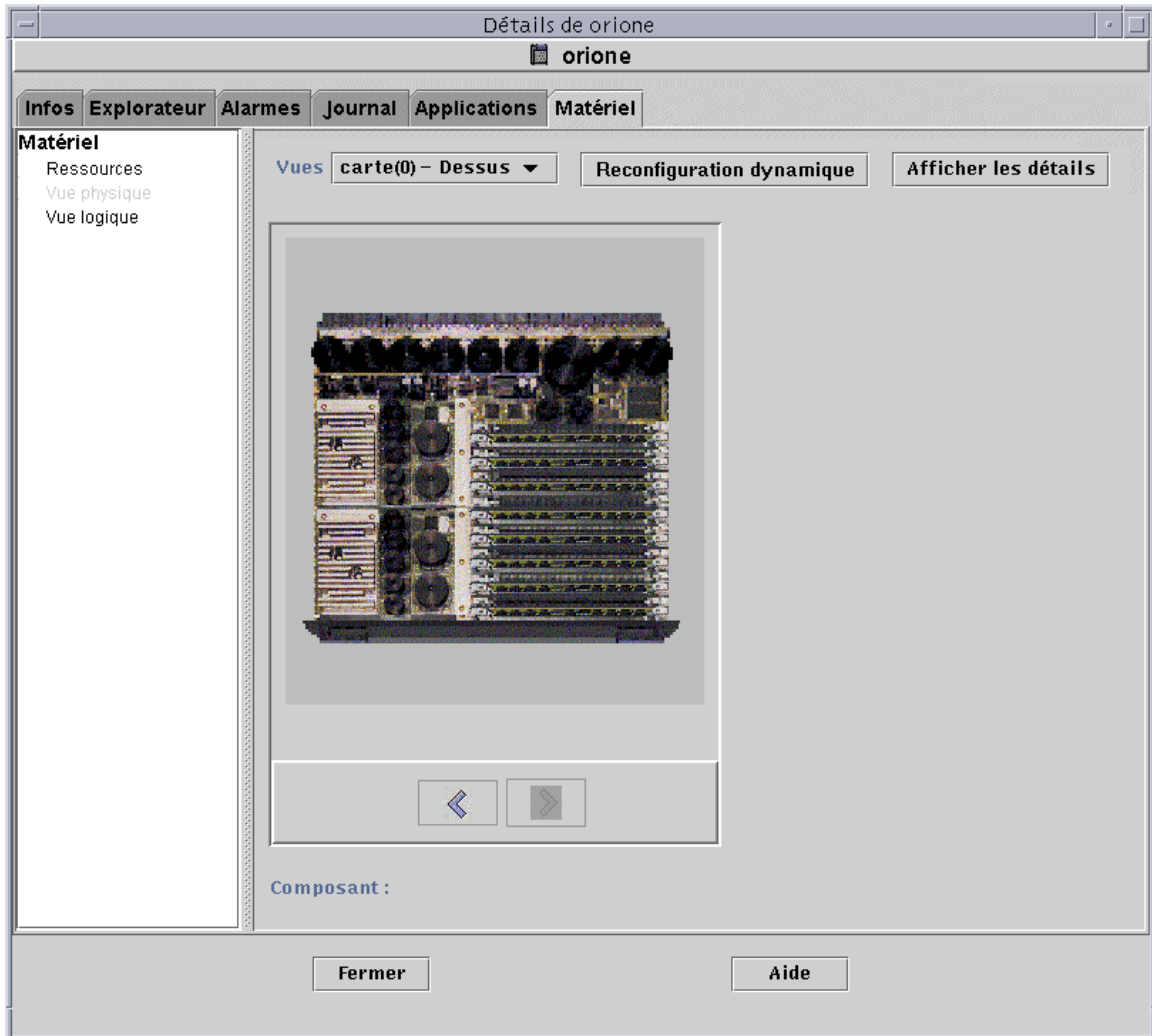 Détails de orione
orione
Infos Explorateur Alarmes Journal Applications Matériel
Matériel
Ressources
Vue physique
Vue logique
Vues carte(0) – Dessus Reconfiguration dynamique Afficher les détails
Composant :
Fermer Aide